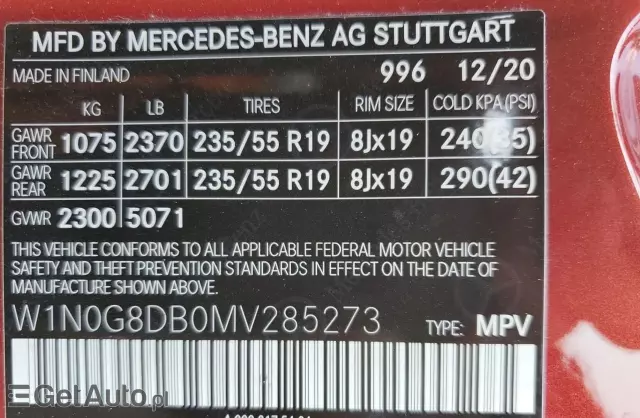 MFD BY MERCEDES-BENZ AG STUTTGART
MADE IN FINLAND 996 12/20
KG LB TIRES RIM SIZE COLD KPA(PSI)
GAWR FRONT 1075 2370 235/55 R19 8Jx19 240(35)
GAWR REAR 1225 2701 235/55 R19 8Jx19 290(42)
GVWR 2300 5071
THIS VEHICLE CONFORMS TO ALL APPLICABLE FEDERAL MOTOR VEHICLE
SAFETY AND THEFT PREVENTION STANDARDS IN EFFECT ON THE DATE OF
MANUFACTURE SHOWN ABOVE.
W1N0G8DB0MV285273 TYPE: MPV
GetAuto.pl